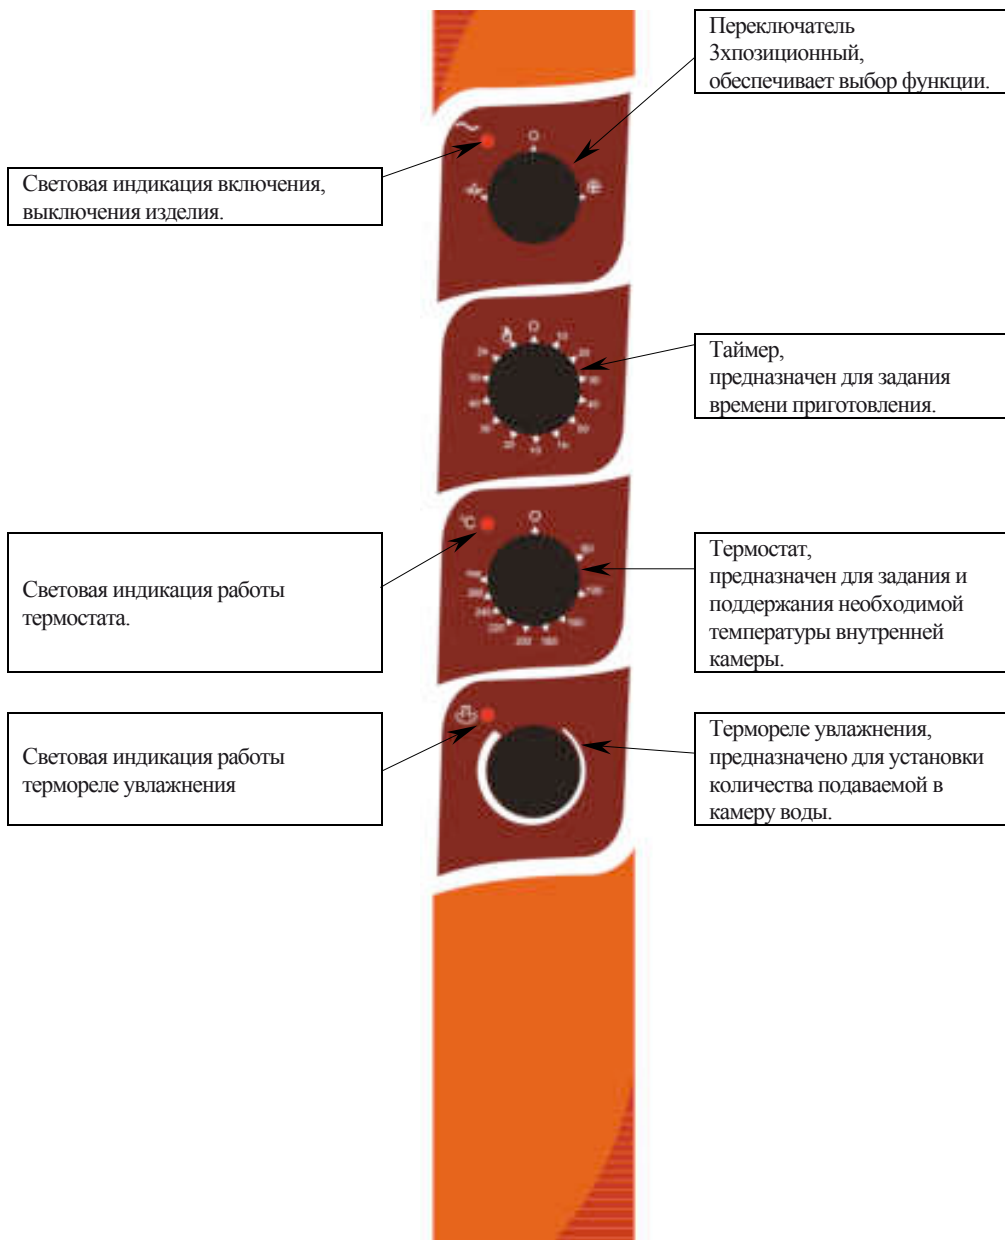 Переключатель
3хпозиционный,
обеспечивает выбор функции.
Световая индикация включения,
выключения изделия.
Таймер,
предназначен для задания
времени приготовления.
Световая индикация работы
термостата.
°C
Термостат,
предназначен для задания и
поддержания необходимой
температуры внутренней
камеры.
Световая индикация работы
термореле увлажнения
Термореле увлажнения,
предназначено для установки
количества подаваемой в
камеру воды.